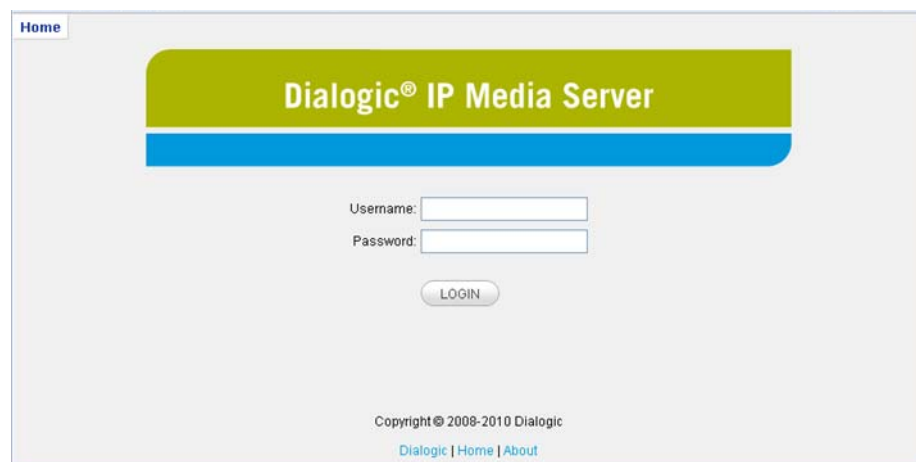 Home
Dialogic® IP Media Server
Username:
Password:
LOGIN
Copyright © 2008-2010 Dialogic
Dialogic | Home | About